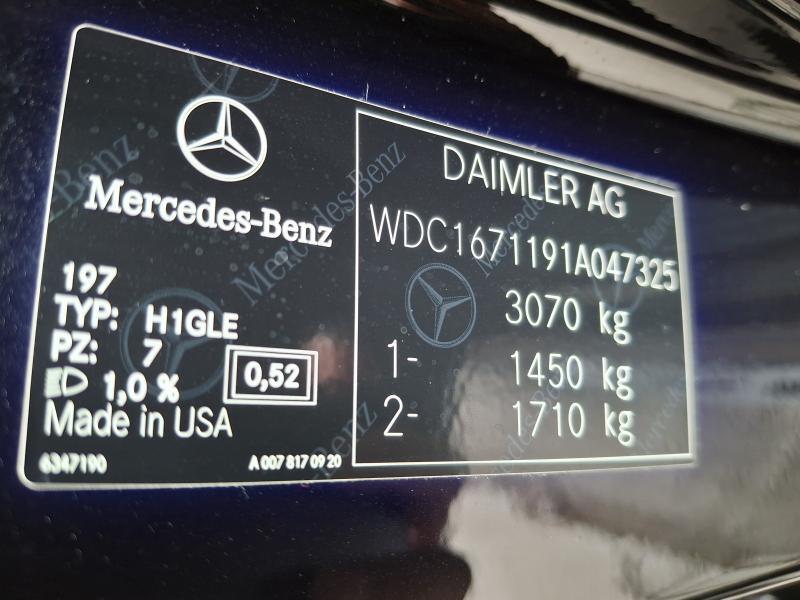 Mercedes-Benz
197
TYP: H1GLE
PZ: 7
1,0 %
0,52
Made in USA
6347190
A 007 817 09 20
DAIMLER AG
WDC1671191A047325
3070 kg
1- 1450 kg
2- 1710 kg